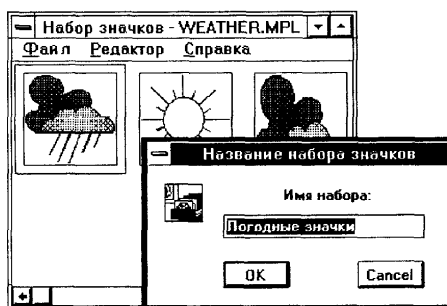 Набор значков - WEATHER.MPL
Файл Редактор Справка
Название набора значков
Имя набора:
Погодные значки
OK Cancel